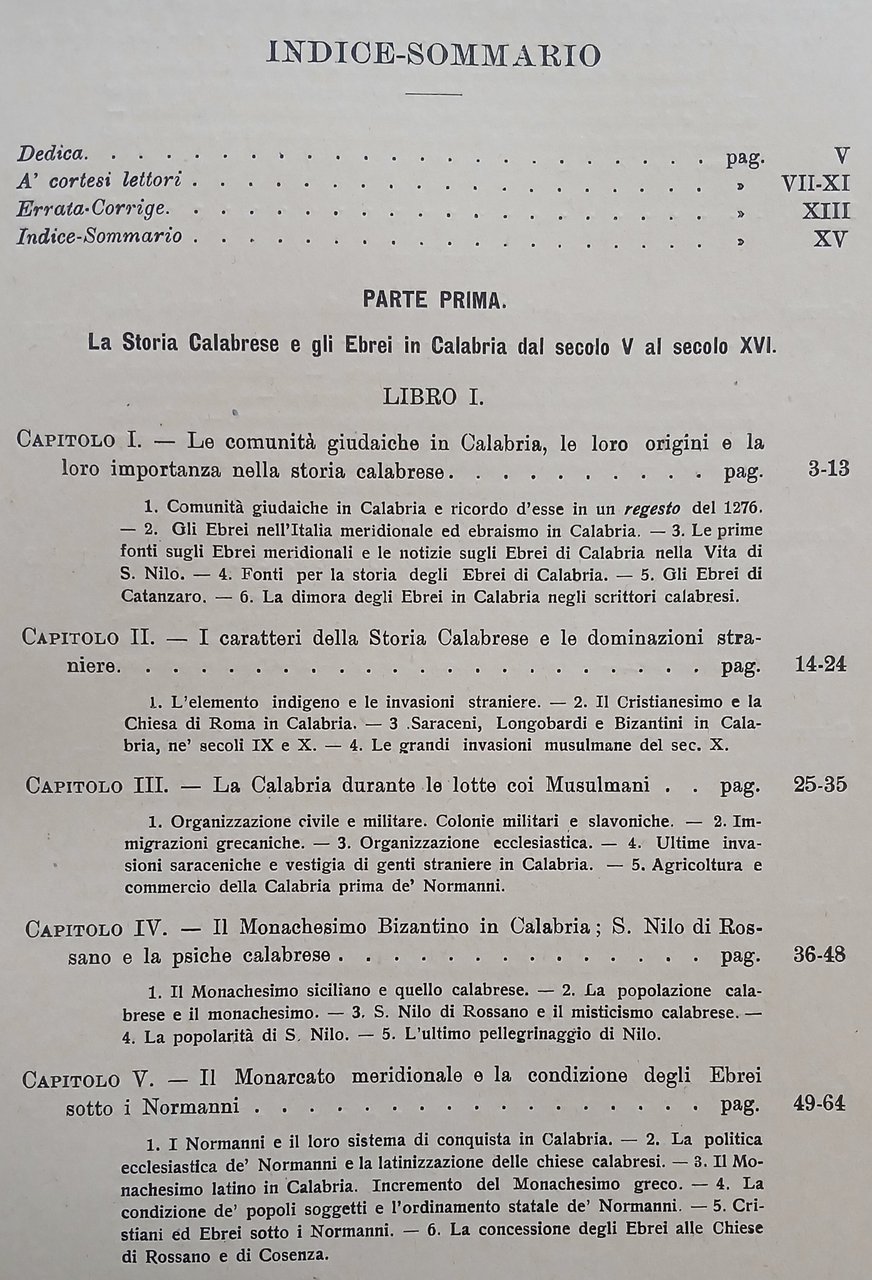 INDICE-SOMMARIO
Dedica. . . . . . . . . . . . . . . . . . . . . . . pag. V
A' cortesi lettori . . . . . . . . . . . . . . . . . . . » VII-XI
Errata-Corrige. . . . . . . . . . . . . . . . . . . . » XIII
Indice-Sommario . . . . . . . . . . . . . . . . . . . » XV
PARTE PRIMA.
La Storia Calabrese e gli Ebrei in Calabria dal secolo V al secolo XVI.
LIBRO I.
CAPITOLO I. — Le comunità giudaiche in Calabria, le loro origini e la
loro importanza nella storia calabrese. . . . . . . . . . pag. 3-13
1. Comunità giudaiche in Calabria e ricordo d'esse in un regesto del 1276.
— 2. Gli Ebrei nell'Italia meridionale ed ebraismo in Calabria. — 3. Le prime
fonti sugli Ebrei meridionali e le notizie sugli Ebrei di Calabria nella Vita di
S. Nilo. — 4. Fonti per la storia degli Ebrei di Calabria. — 5. Gli Ebrei di
Catanzaro. — 6. La dimora degli Ebrei in Calabria negli scrittori calabresi.
CAPITOLO II. — I caratteri della Storia Calabrese e le dominazioni stra-
niere. . . . . . . . . . . . . . . . . . . . . . pag. 14-24
1. L'elemento indigeno e le invasioni straniere. — 2. Il Cristianesimo e la
Chiesa di Roma in Calabria. — 3 .Saraceni, Longobardi e Bizantini in Cala-
bria, ne' secoli IX e X. — 4. Le grandi invasioni musulmane del sec. X.
CAPITOLO III. — La Calabria durante le lotte coi Musulmani . . pag. 25-35
1. Organizzazione civile e militare. Colonie militari e slavoniche. — 2. Im-
migrazioni grecaniche. — 3. Organizzazione ecclesiastica. — 4. Ultime inva-
sioni saraceniche e vestigia di genti straniere in Calabria. — 5. Agricoltura e
commercio della Calabria prima de' Normanni.
CAPITOLO IV. — Il Monachesimo Bizantino in Calabria ; S. Nilo di Ros-
sano e la psiche calabrese . . . . . . . . . . . . . . pag. 36-48
1. Il Monachesimo siciliano e quello calabrese. — 2. La popolazione cala-
brese e il monachesimo. — 3. S. Nilo di Rossano e il misticismo calabrese. —
4. La popolarità di S. Nilo. — 5. L'ultimo pellegrinaggio di Nilo.
CAPITOLO V. — Il Monarcato meridionale e la condizione degli Ebrei
sotto i Normanni . . . . . . . . . . . . . . . . . pag. 49-64
1. I Normanni e il loro sistema di conquista in Calabria. — 2. La politica
ecclesiastica de' Normanni e la latinizzazione delle chiese calabresi. — 3. Il Mo-
nachesimo latino in Calabria. Incremento del Monachesimo greco. — 4. La
condizione de' popoli soggetti e l'ordinamento statale de' Normanni. — 5. Cri-
stiani ed Ebrei sotto i Normanni. — 6. La concessione degli Ebrei alle Chiese
di Rossano e di Cosenza.